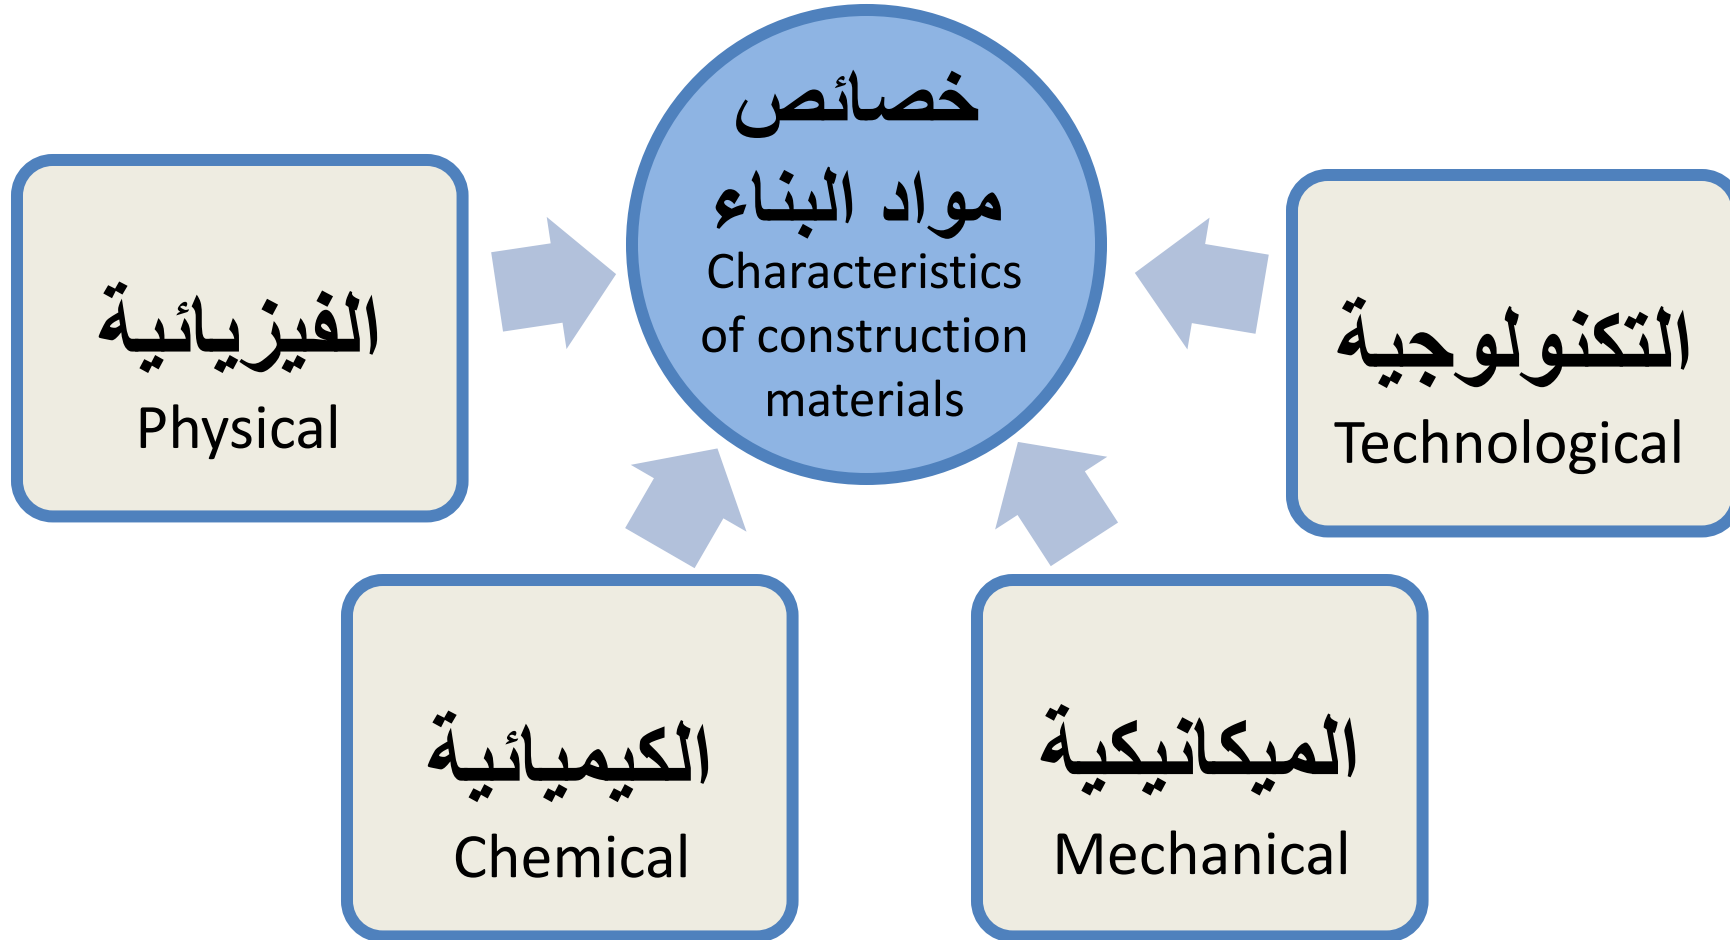 خصائص
مواد البناء
Characteristics
of construction
materials
الفيزيائية
Physical
التكنولوجية
Technological
الكيميائية
Chemical
الميكانيكية
Mechanical